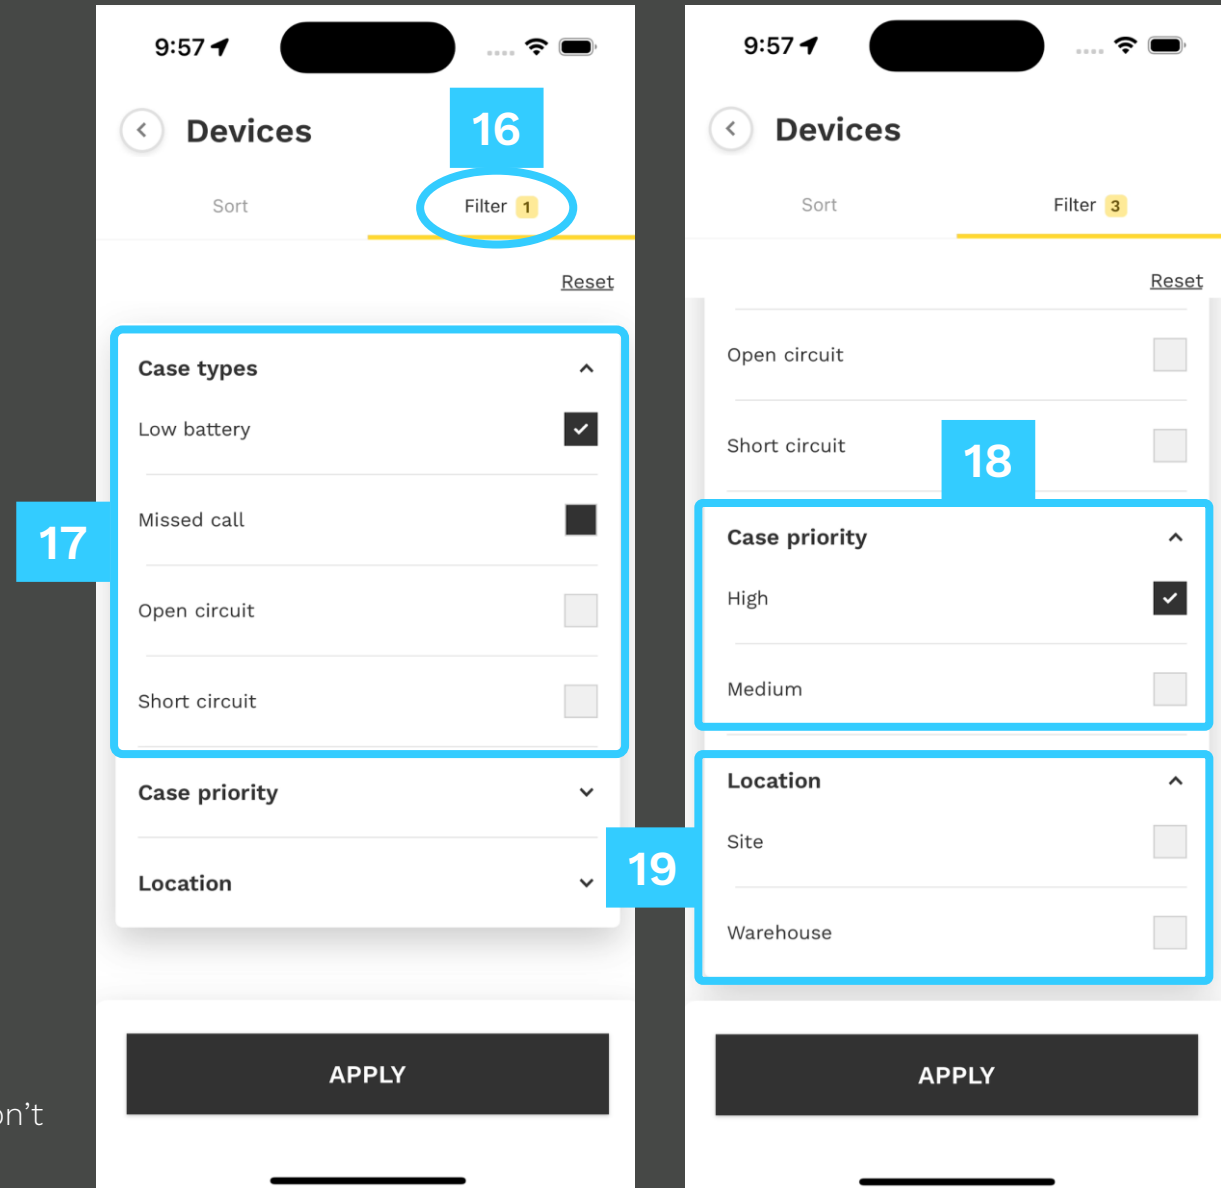 9:57
Devices
16
Sort
Filter 1
Reset
Case types
Low battery
Missed call
17
Open circuit
Short circuit
Case priority
Location
APPLY
on't
9:57
Devices
Sort
Filter 3
Reset
Open circuit
Short circuit
18
Case priority
High
Medium
Location
Site
19
Warehouse
APPLY